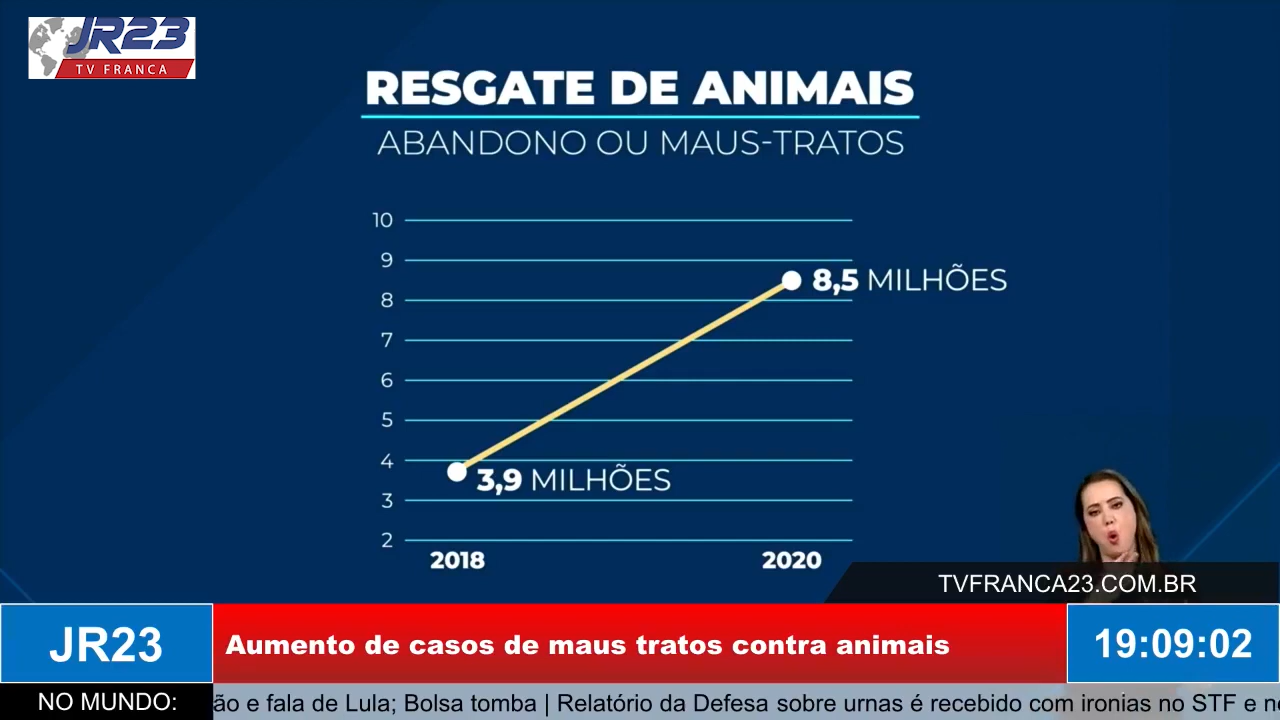 JR23
TV FRANCA
RESGATE DE ANIMAIS
ABANDONO OU MAUS-TRATOS
10
9
8,5 MILHÕES
8
7
6
5
4
3,9 MILHÕES
3
2
2018 2020
TVFRANCA23.COM.BR
JR23
Aumento de casos de maus tratos contra animais
19:09:02
NO MUNDO:
ão e fala de Lula; Bolsa tomba | Relatório da Defesa sobre urnas é recebido com ironias no STF e n